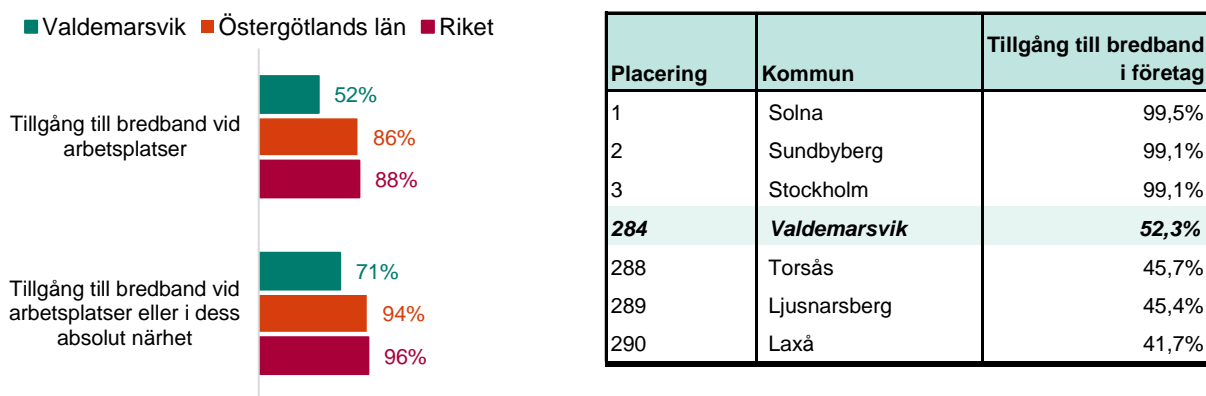 Valdemarsvik Östergötlands län Riket
Tillgång till bredband vid
arbetsplatser
52%
86%
88%
Tillgång till bredband vid
arbetsplatser eller i dess
absolut närhet
71%
94%
96%
Placering Kommun Tillgång till bredband
i företag
1 Solna 99,5%
2 Sundbyberg 99,1%
3 Stockholm 99,1%
284 Valdemarsvik 52,3%
288 Torsås 45,7%
289 Ljusnarsberg 45,4%
290 Laxå 41,7%